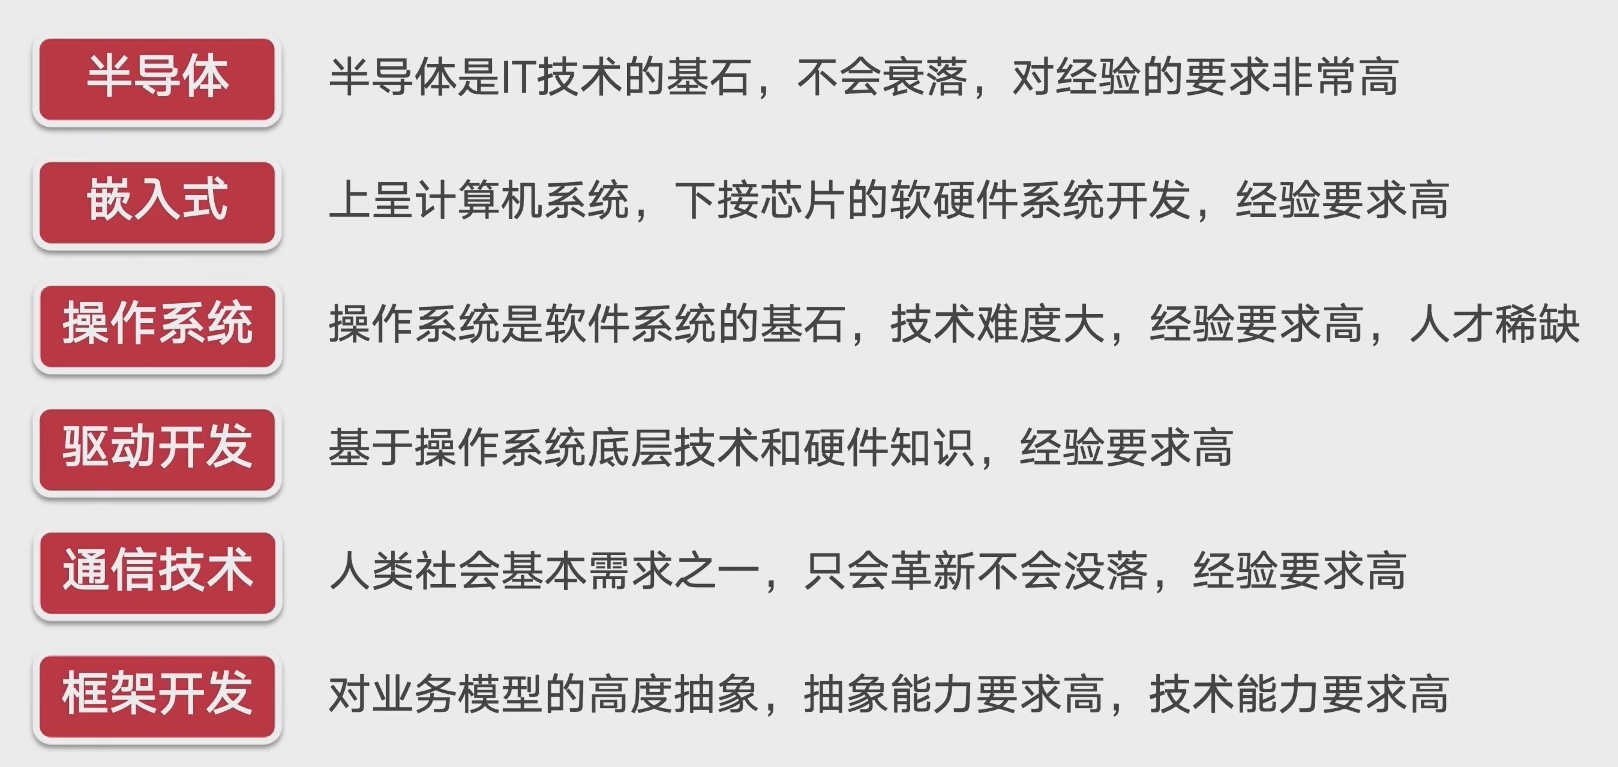 半导体
半导体是IT技术的基石，不会衰落，对经验的要求非常高
嵌入式
上呈计算机系统，下接芯片的软硬件系统开发，经验要求高
操作系统
操作系统是软件系统的基石，技术难度大，经验要求高，人才稀缺
驱动开发
基于操作系统底层技术和硬件知识，经验要求高
通信技术
人类社会基本需求之一，只会革新不会没落，经验要求高
框架开发
对业务模型的高度抽象，抽象能力要求高，技术能力要求高